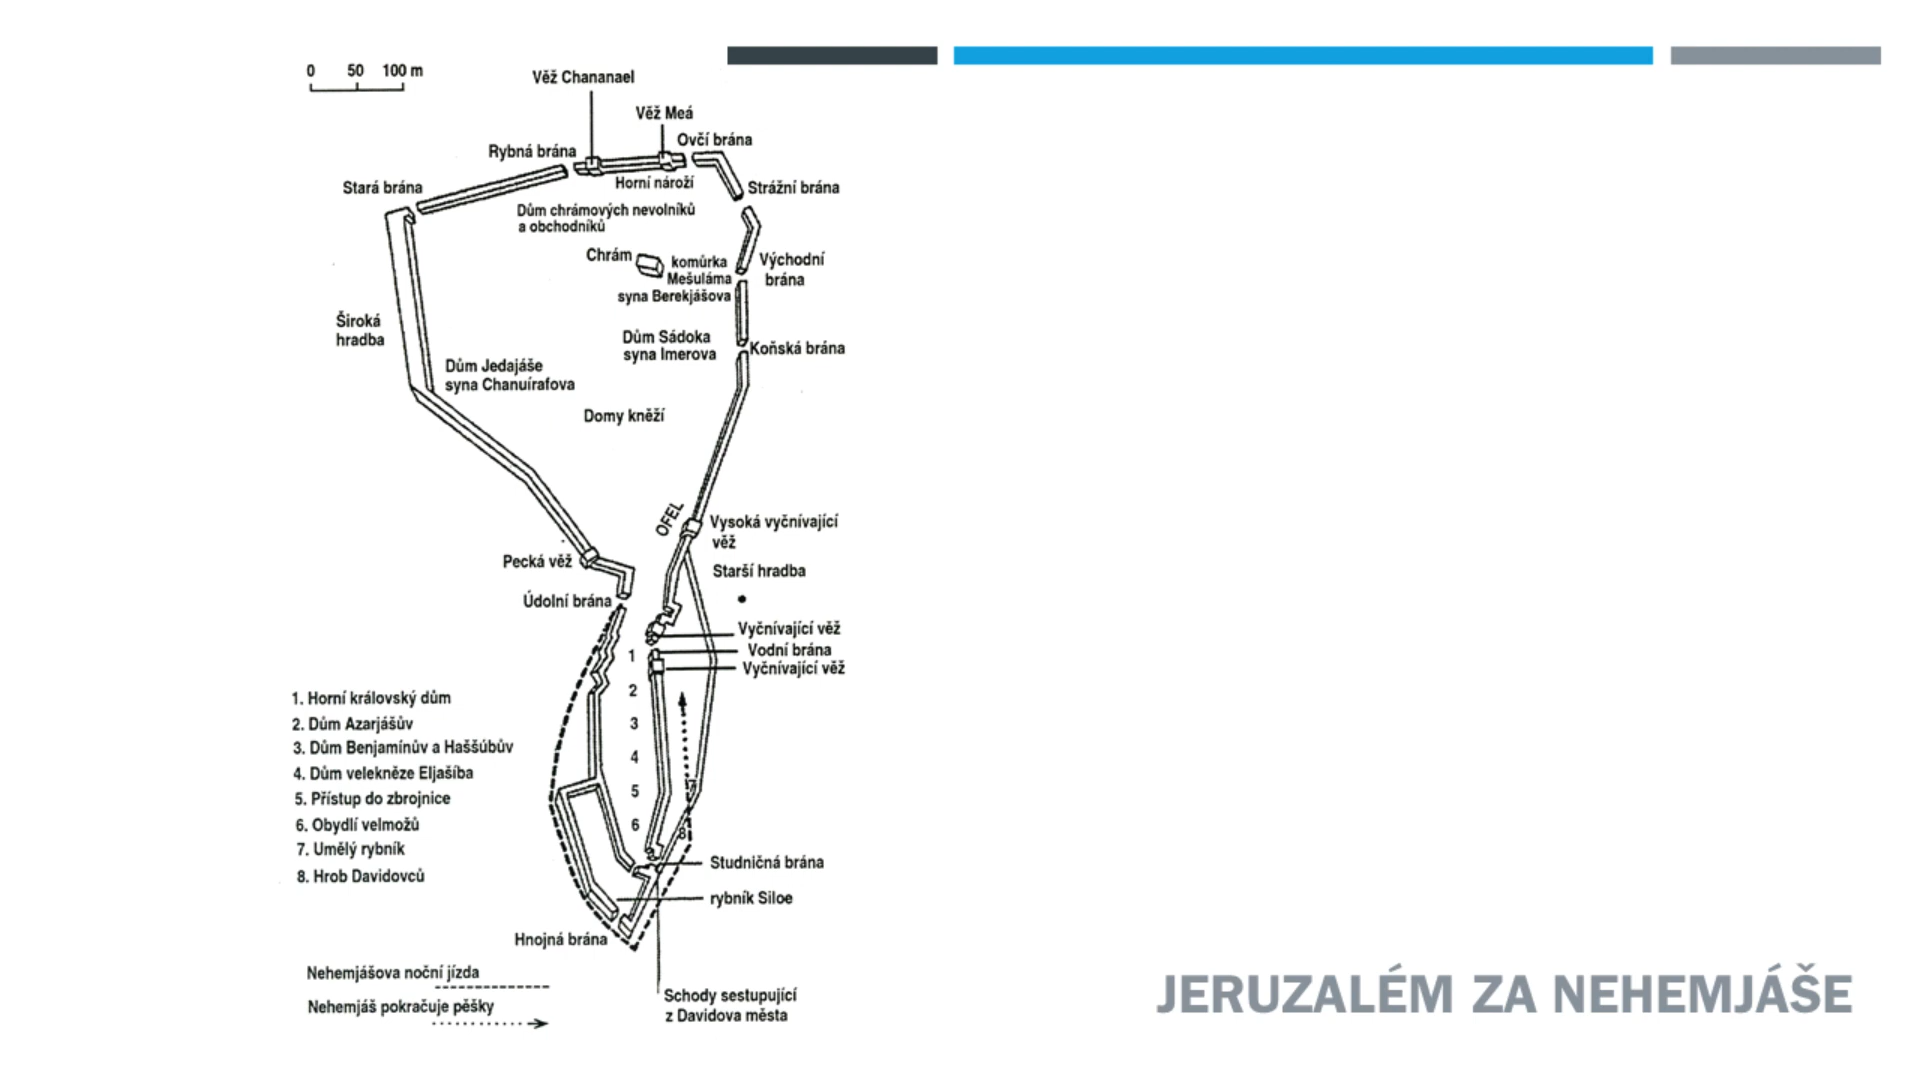 0 50 100 m
Věž Chananael
Věž Meá
Ovčí brána
Rybná brána
Horní nároží
Stará brána
Strážní brána
Dům chrámových nevolníků
a obchodníků
Chrám
komůrka
Mešuláma
syna Berekjášova
Východní
brána
Široká
hradba
Dům Sádoka
syna Imerova
Koňská brána
Dům Jedajáše
syna Chanuírafova
Domy kněží
OFEL
Vysoká vyčnívající
věž
Pecká věž
Starší hradba
Údolní brána
Vyčnívající věž
Vodní brána
Vyčnívající věž
1
2
3
4
5
6
7
8
1. Horní královský dům
2. Dům Azarjášův
3. Dům Benjamínův a Haššúbův
4. Dům velekněze Eljašíba
5. Přístup do zbrojnice
6. Obydlí velmožů
7. Umělý rybník
8. Hrob Davidovců
Studničná brána
rybník Siloe
Hnojná brána
Nehemjášova noční jízda
Nehemjáš pokračuje pěšky
Schody sestupující
z Davidova města
JERUZALÉM ZA NEHEMJÁŠE